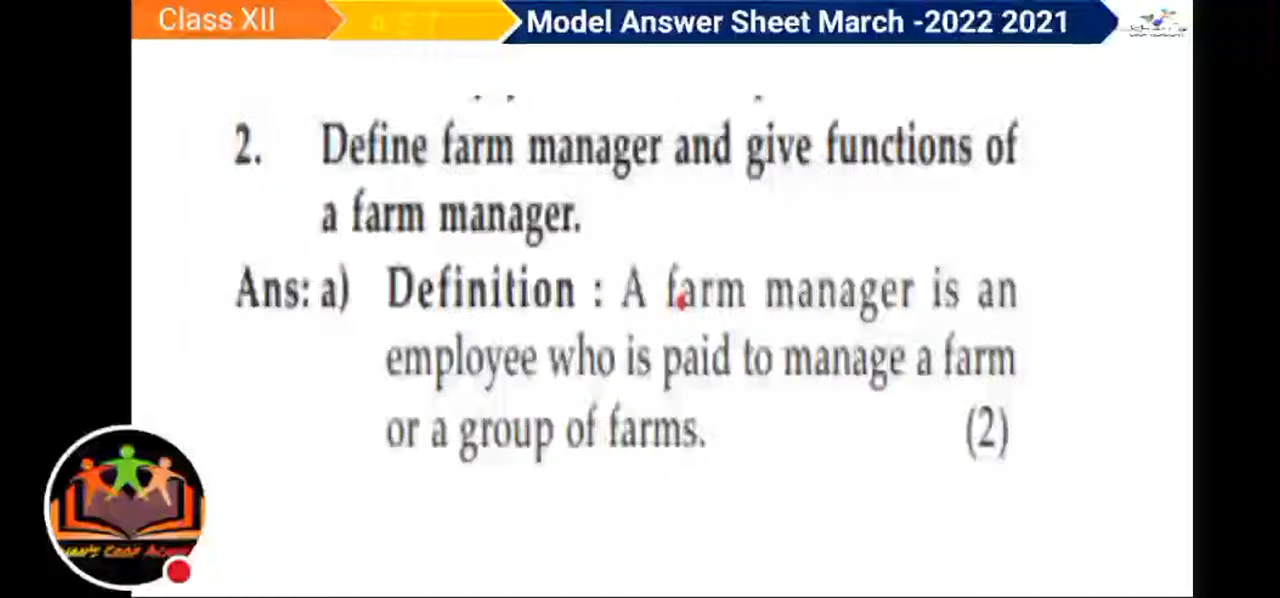 Class XII
Model Answer Sheet March -2022 2021
2. Define farm manager and give functions of
a farm manager.
Ans: a) Definition : A farm manager is an
employee who is paid to manage a farm
or a group of farms. (2)